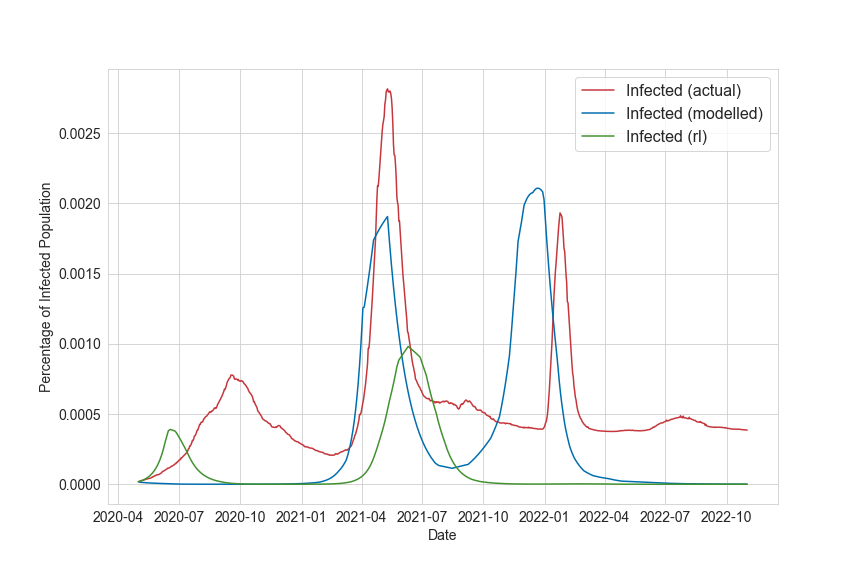 Infected (actual)
Infected (modelled)
Infected (rl)
Percentage of Infected Population
0.0025
0.0020
0.0015
0.0010
0.0005
0.0000
2020-04 2020-07 2020-10 2021-01 2021-04 2021-07 2021-10 2022-01 2022-04 2022-07 2022-10
Date